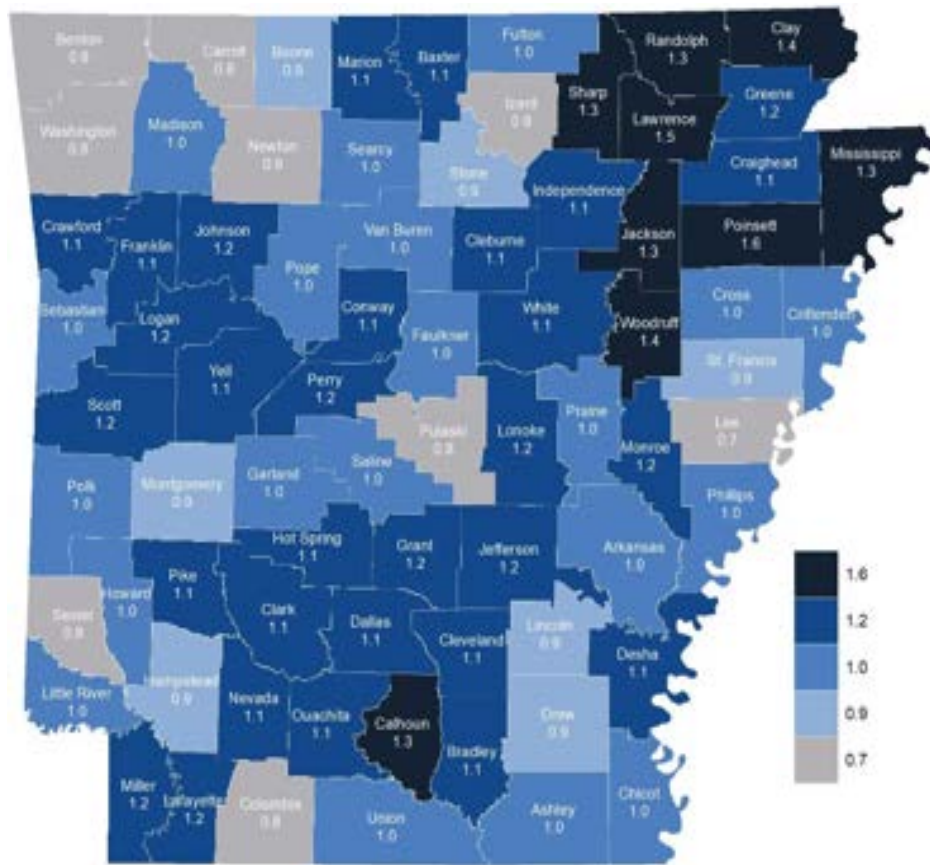 Benton
0.8
Carroll
0.8
Boone
0.9
Marion
1.1
Baxter
1.1
Fulton
1.0
Randolph
1.3
Clay
1.4
Sharp
1.3
Izard
0.8
Greene
1.2
Lawrence
1.5
Washington
0.8
Madison
1.0
Newton
0.8
Searcy
1.0
Stone
0.9
Independence
1.1
Craighead
1.1
Mississippi
1.3
Crawford
1.1
Franklin
1.1
Johnson
1.2
Van Buren
1.0
Cleburne
1.1
Jackson
1.3
Poinsett
1.6
Pope
1.0
Sebastian
1.0
Logan
1.2
Conway
1.1
Faulkner
1.0
White
1.1
Woodruff
1.4
Cross
1.0
Crittenden
1.0
St. Francis
0.9
Yell
1.1
Perry
1.2
Scott
1.2
Pulaski
Lonoke
1.2
Prairie
1.0
Monroe
1.2
Lee
0.7
Polk
1.0
Montgomery
0.9
Garland
1.0
Saline
1.0
Phillips
1.0
Hot Spring
1.1
Grant
1.2
Jefferson
1.2
Arkansas
1.0
Pike
1.1
Howard
1.0
Sevier
0.8
Clark
1.1
Dallas
1.1
Cleveland
1.1
Lincoln
0.9
Desha
1.1
Little River
1.0
Hempstead
0.9
Nevada
1.1
Ouachita
1.1
Calhoun
1.3
Bradley
1.1
Drew
0.9
Miller
1.2
Lafayette
1.2
Columbia
0.8
Union
1.0
Ashley
1.0
Chicot
1.0
1.6
1.2
1.0
0.9
0.7